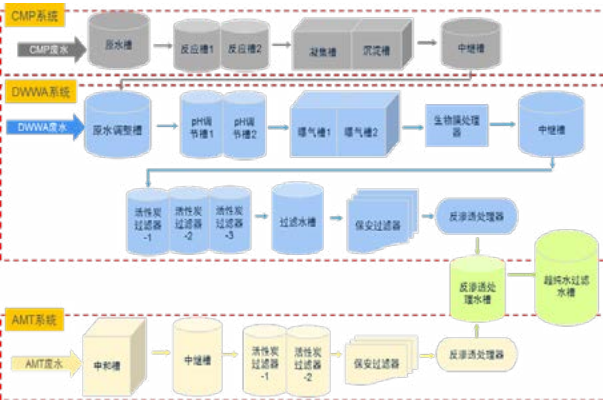 CMP系统
CMP废水
原水槽
反应槽1
反应槽2
凝集槽
沉淀槽
中继槽
DWWA系统
DWWA废水
原水调整槽
pH调
节槽1
pH调
节槽2
曝气槽1
曝气槽2
生物膜处理
器
中继槽
活性炭
过滤器
-1
活性炭
过滤器
-2
活性炭
过滤器
-3
过滤水槽
保安过滤器
反渗透处理器
反渗透处
理水槽
超纯水过滤
水槽
AMT系统
AMT废水
中和槽
中继槽
活性炭
过滤器
-1
活性炭
过滤器
-2
保安过滤器
反渗透处理器